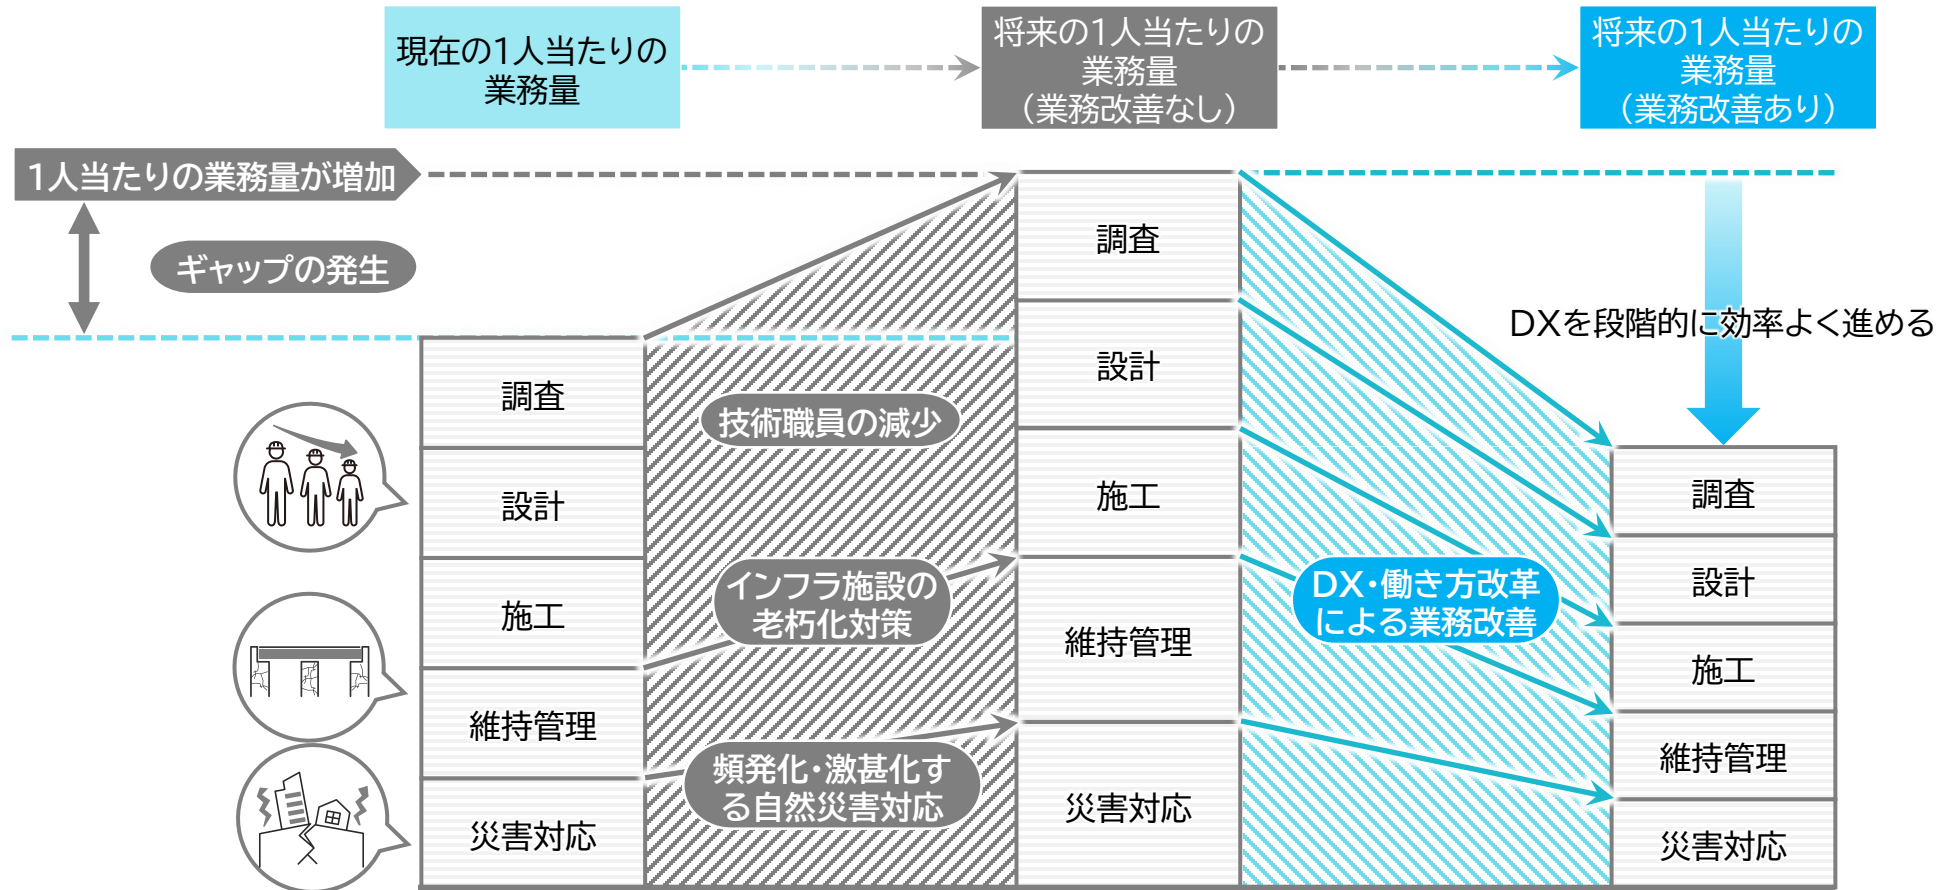 現在の1人当たりの
業務量
将来の1人当たりの
業務量
（業務改善なし）
将来の1人当たりの
業務量
（業務改善あり）
1人当たりの業務量が増加
ギャップの発生
調査
設計
施工
維持管理
災害対応
技術職員の減少
インフラ施設の
老朽化対策
頻発化・激甚化す
る自然災害対応
調査
設計
施工
維持管理
災害対応
DX・働き方改革
による業務改善
DXを段階的に効率よく進める
調査
設計
施工
維持管理
災害対応